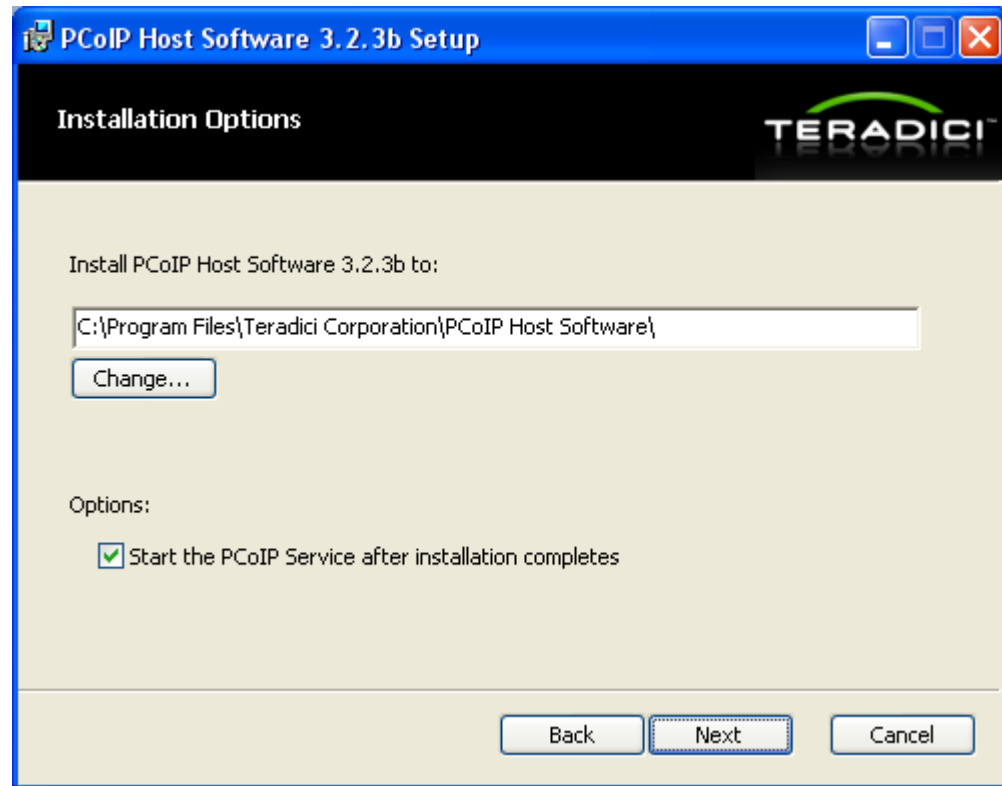 PCoIP Host Software 3.2.3b Setup
Installation Options
TERADICI™
Install PCoIP Host Software 3.2.3b to:
C:\Program Files\Teradici Corporation\PCoIP Host Software\
Change...
Options:
Start the PCoIP Service after installation completes
Back
Next
Cancel